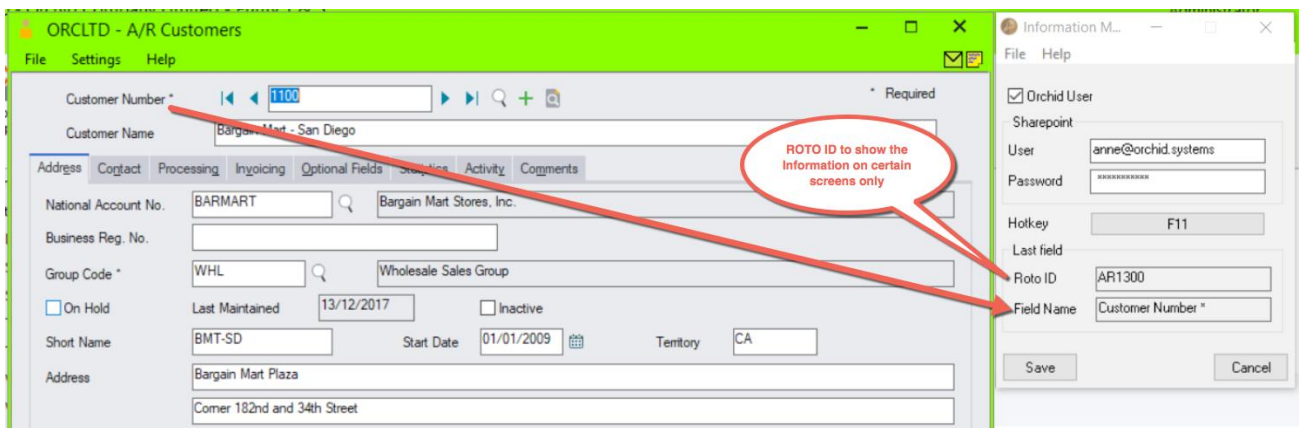 ORCLTD - A/R Customers
File Settings Help
Customer Number * 1100 * Required
Customer Name Bargain Mart - San Diego
Address Contact Processing Invoicing Optional Fields Statistics Activity Comments
National Account No. BARMART Bargain Mart Stores, Inc.
Business Reg. No.
Group Code * WHL Wholesale Sales Group
On Hold Last Maintained 13/12/2017 Inactive
Short Name BMT-SD Start Date 01/01/2009 Territory CA
Address Bargain Mart Plaza
Corner 182nd and 34th Street
ROTO ID to show the
Information on certain
screens only
Information M...
File Help
Orchid User
Sharepoint
User anne@orchid.systems
Password ***********
Hotkey F11
Last field
Roto ID AR1300
Field Name Customer Number *
Save Cancel